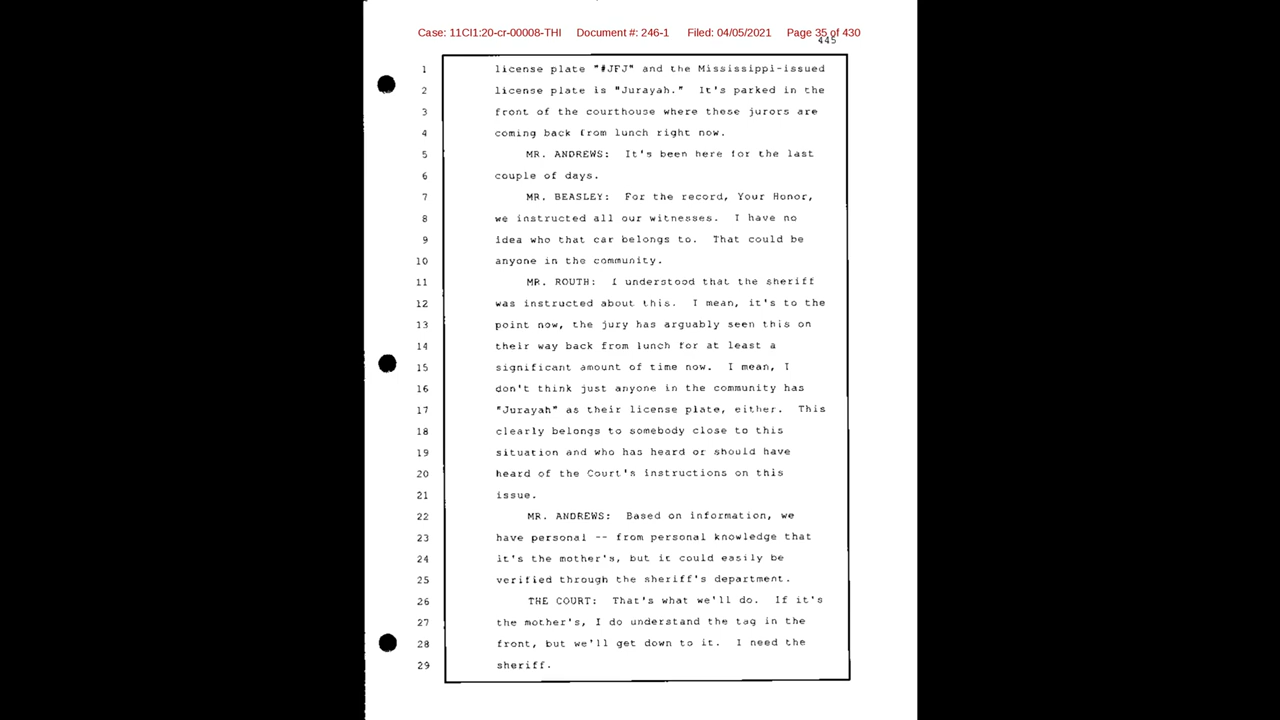 Case: 11CI1:20-cr-00008-THI Document #: 246-1 Filed: 04/05/2021 Page 35 of 430
445
1 license plate "#JFJ" and the Mississippi-issued
2 license plate is "Jurayah." It's parked in the
3 front of the courthouse where these jurors are
4 coming back from lunch right now.
5 MR. ANDREWS: It's been here for the last
6 couple of days.
7 MR. BEASLEY: For the record, Your Honor,
8 we instructed all our witnesses. I have no
9 idea who that car belongs to. That could be
10 anyone in the community.
11 MR. ROUTH: I understood that the sheriff
12 was instructed about this. I mean, it's to the
13 point now, the jury has arguably seen this on
14 their way back from lunch for at least a
15 significant amount of time now. I mean, I
16 don't think just anyone in the community has
17 "Jurayah" as their license plate, either. This
18 clearly belongs to somebody close to this
19 situation and who has heard or should have
20 heard of the Court's instructions on this
21 issue.
22 MR. ANDREWS: Based on information, we
23 have personal -- from personal knowledge that
24 it's the mother's, but it could easily be
25 verified through the sheriff's department.
26 THE COURT: That's what we'll do. If it's
27 the mother's, I do understand the tag in the
28 front, but we'll get down to it. I need the
29 sheriff.